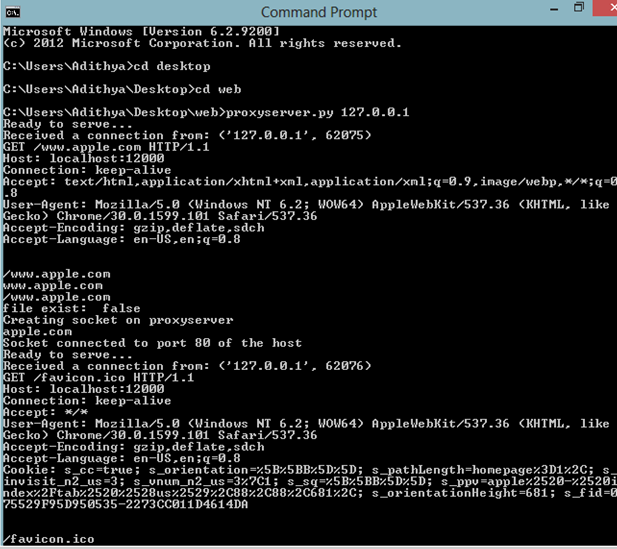 Command Prompt
Microsoft Windows [Version 6.2.9200]
(c) 2012 Microsoft Corporation. All rights reserved.
C:\Users\Adithya>cd desktop
C:\Users\Adithya\Desktop>cd web
C:\Users\Adithya\Desktop\web>proxyserver.py 127.0.0.1
Ready to serve...
Received a connection from: ('127.0.0.1', 62075)
GET /www.apple.com HTTP/1.1
Host: localhost:12000
Connection: keep-alive
Accept: text/html,application/xhtml+xml,application/xml;q=0.9,image/webp,*/*;q=0
.8
User-Agent: Mozilla/5.0 (Windows NT 6.2; WOW64) AppleWebKit/537.36 (KHTML, like
Gecko) Chrome/30.0.1599.101 Safari/537.36
Accept-Encoding: gzip,deflate,sdch
Accept-Language: en-US,en;q=0.8
/www.apple.com
www.apple.com
/www.apple.com
file exist:  false
Creating socket on proxyserver
apple.com
Socket connected to port 80 of the host
Ready to serve...
Received a connection from: ('127.0.0.1', 62076)
GET /favicon.ico HTTP/1.1
Host: localhost:12000
Connection: keep-alive
Accept: */*
User-Agent: Mozilla/5.0 (Windows NT 6.2; WOW64) AppleWebKit/537.36 (KHTML, like
Gecko) Chrome/30.0.1599.101 Safari/537.36
Accept-Encoding: gzip,deflate,sdch
Accept-Language: en-US,en;q=0.8
Cookie: s_cc=true; s_orientation=%5B%5BB%5D%5D; s_pathLength=homepage%3D1%2C; s_
invisit_n2_us=3; s_vnum_n2_us=3%7C1; s_sq=%5B%5BB%5D%5D; s_ppv=apple%2520-%2520i
ndex%2Ftab%2520%2528us%2529%2C88%2C88%2C681%2C; s_orientationHeight=681; s_fid=0
75529F95D950535-2273CC011D4614DA
/favicon.ico